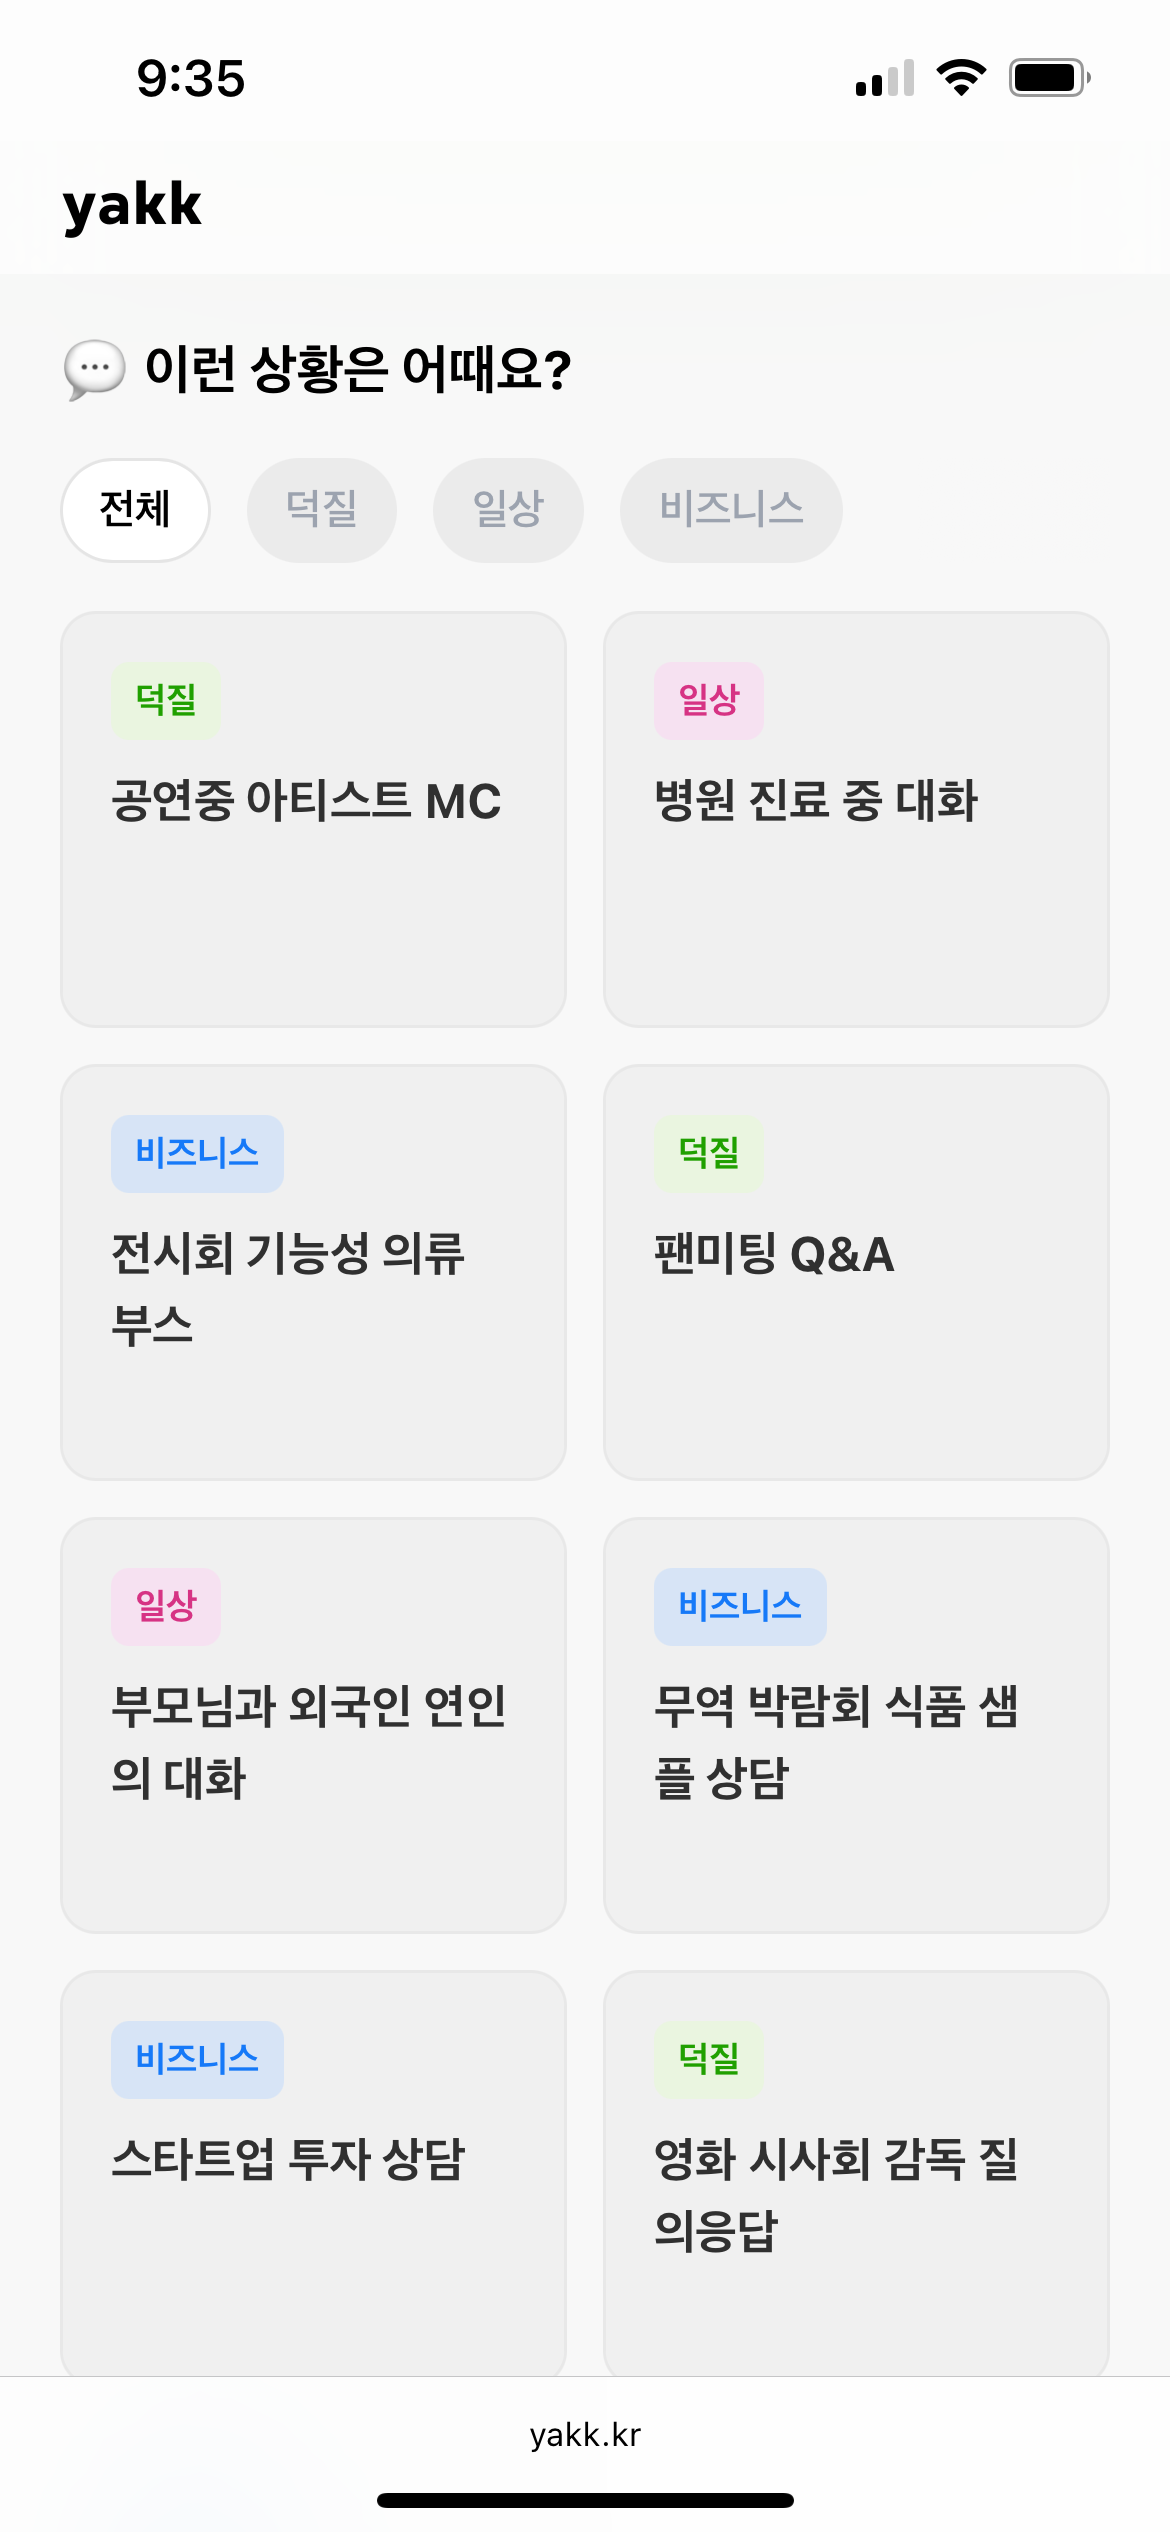 9:35
yakk
이런 상황은 어때요?
전체
덕질
일상
비즈니스
덕질
공연중 아티스트 MC
일상
병원 진료 중 대화
비즈니스
전시회 기능성 의류
부스
덕질
팬미팅 Q&A
일상
부모님과 외국인 연인
의 대화
비즈니스
무역 박람회 식품 샘
플 상담
비즈니스
스타트업 투자 상담
덕질
영화 시사회 감독 질
의응답
yakk.kr